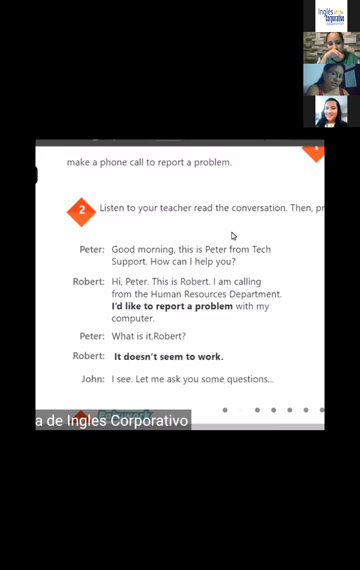 Inglés
corporativo
make a phone call to report a problem.
2 Listen to your teacher read the conversation. Then, pr
Peter: Good morning, this is Peter from Tech
Support. How can I help you?
Robert: Hi, Peter. This is Robert. I am calling
from the Human Resources Department.
I'd like to report a problem with my
computer.
Peter: What is it,Robert?
Robert: It doesn't seem to work.
John: I see. Let me ask you some questions...
a de Ingles Corporativo